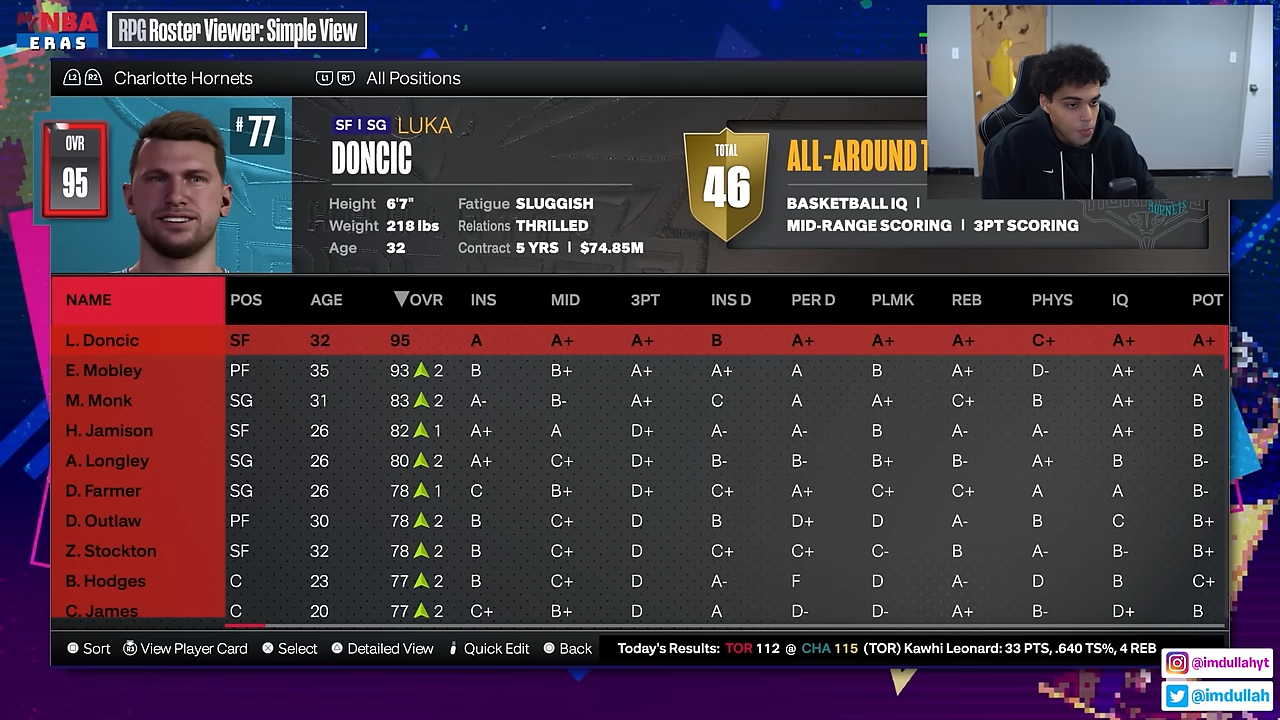 MyNBA
ERAS
RPG Roster Viewer: Simple View
L2 R2 Charlotte Hornets
L1 R1 All Positions
OVR
95
#77
SF | SG LUKA
DONCIC
Height 6'7" Fatigue SLUGGISH
Weight 218 lbs Relations THRILLED
Age 32 Contract 5 YRS | $74.85M
TOTAL
46
ALL-AROUND
BASKETBALL IQ |
MID-RANGE SCORING | 3PT SCORING
HORNETS
NAME POS AGE OVR INS MID 3PT INS D PER D PLMK REB PHYS IQ POT
L. Doncic SF 32 95 A A+ A+ B A+ A+ A+ C+ A+ A+
E. Mobley PF 35 93 2 B B+ A+ A+ A B A+ D- A+ A
M. Monk SG 31 83 2 A- B- A+ C A A+ C+ B A+ B
H. Jamison SF 26 82 1 A+ A D+ A- A- B A- A- A+ B
A. Longley SG 26 80 2 A+ C+ D+ B- B- B+ B- A+ B B-
D. Farmer SG 26 78 1 C B+ D+ C+ A+ C+ C+ A A B-
D. Outlaw PF 30 78 2 B C+ D B D+ D A- B C B+
Z. Stockton SF 32 78 2 B C+ D C+ C+ C- B A- B- B+
B. Hodges C 23 77 2 B C+ D A- F D A- D B C+
C. James C 20 77 2 C+ B+ D A D- D- A+ B- D+ B
Sort R3 View Player Card Select Detailed View Quick Edit Back Today's Results: TOR 112 @ CHA 115 (TOR) Kawhi Leonard: 33 PTS, .640 TS%, 4 REB
@imdullahyt
@imdullah